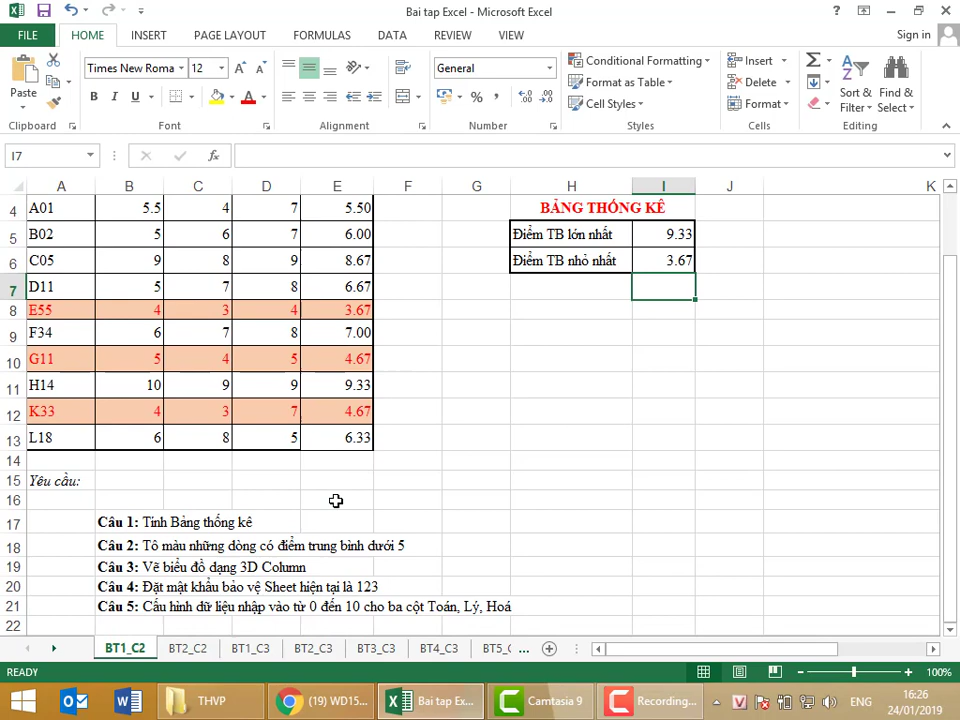 Bai tap Excel - Microsoft Excel
?
FILE HOME INSERT PAGE LAYOUT FORMULAS DATA REVIEW VIEW Sign in
Paste
Times New Roma 12
B I U
General
Conditional Formatting
Format as Table
Cell Styles
Insert
Delete
Format
Sort & Filter
Find & Select
Clipboard Font Alignment Number Styles Cells Editing
I7 fx
A B C D E F G H I J K
4 A01 5.5 4 7 5.50 BẢNG THỐNG KÊ
5 B02 5 6 7 6.00 Điểm TB lớn nhất 9.33
6 C05 9 8 9 8.67 Điểm TB nhỏ nhất 3.67
7 D11 5 7 8 6.67
8 E55 4 3 4 3.67
9 F34 6 7 8 7.00
10 G11 5 4 5 4.67
11 H14 10 9 9 9.33
12 K33 4 3 7 4.67
13 L18 6 8 5 6.33
14
15 Yêu cầu:
16
17 Câu 1: Tính Bảng thống kê
18 Câu 2: Tô màu những dòng có điểm trung bình dưới 5
19 Câu 3: Vẽ biểu đồ dạng 3D Column
20 Câu 4: Đặt mật khẩu bảo vệ Sheet hiện tại là 123
21 Câu 5: Cấu hình dữ liệu nhập vào từ 0 đến 10 cho ba cột Toán, Lý, Hoá
22
BT1_C2 BT2_C2 BT1_C3 BT2_C3 BT3_C3 BT4_C3 BT5_C ...
READY 100%
THVP (19) WD15... Bai tap Exc... Camtasia 9 Recording... ENG 16:26
24/01/2019